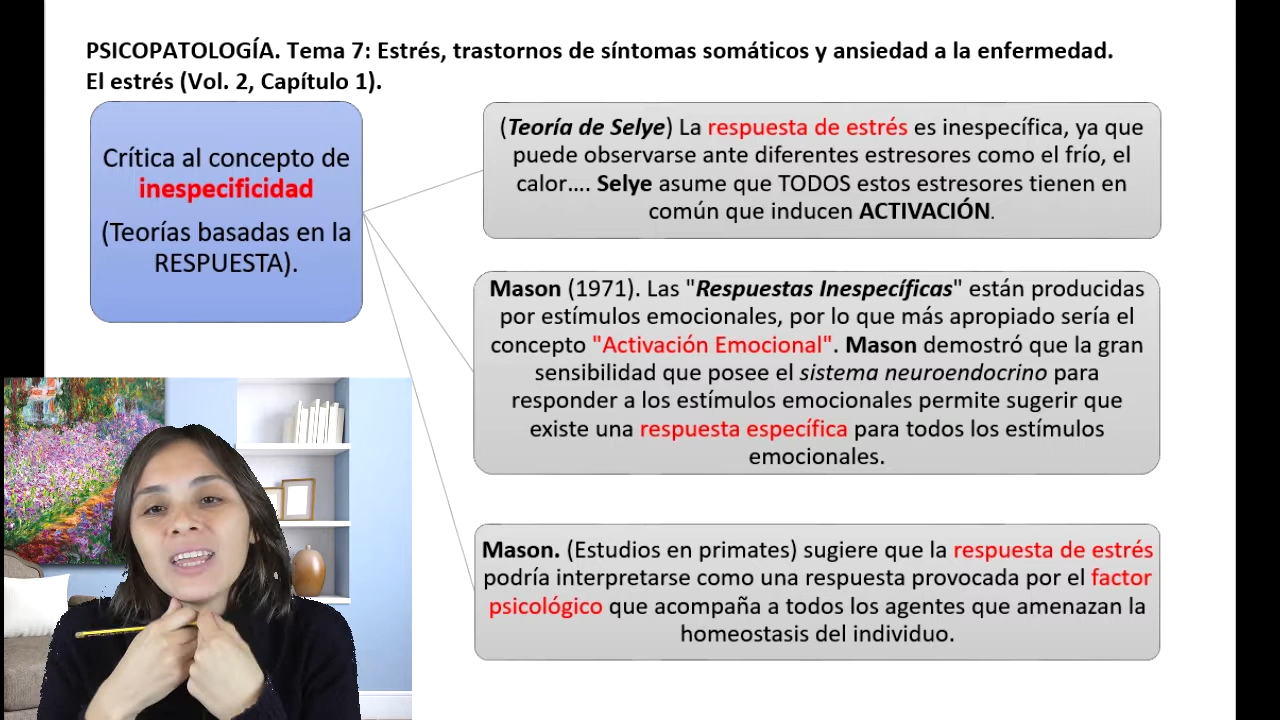 PSICOPATOLOGÍA. Tema 7: Estrés, trastornos de síntomas somáticos y ansiedad a la enfermedad.
El estrés (Vol. 2, Capítulo 1).
Crítica al concepto de
inespecificidad
(Teorías basadas en la
RESPUESTA).
(Teoría de Selye) La respuesta de estrés es inespecífica, ya que
puede observarse ante diferentes estresores como el frío, el
calor.... Selye asume que TODOS estos estresores tienen en
común que inducen ACTIVACIÓN.
Mason (1971). Las "Respuestas Inespecíficas" están producidas
por estímulos emocionales, por lo que más apropiado sería el
concepto "Activación Emocional". Mason demostró que la gran
sensibilidad que posee el sistema neuroendocrino para
responder a los estímulos emocionales permite sugerir que
existe una respuesta específica para todos los estímulos
emocionales.
Mason. (Estudios en primates) sugiere que la respuesta de estrés
podría interpretarse como una respuesta provocada por el factor
psicológico que acompaña a todos los agentes que amenazan la
homeostasis del individuo.